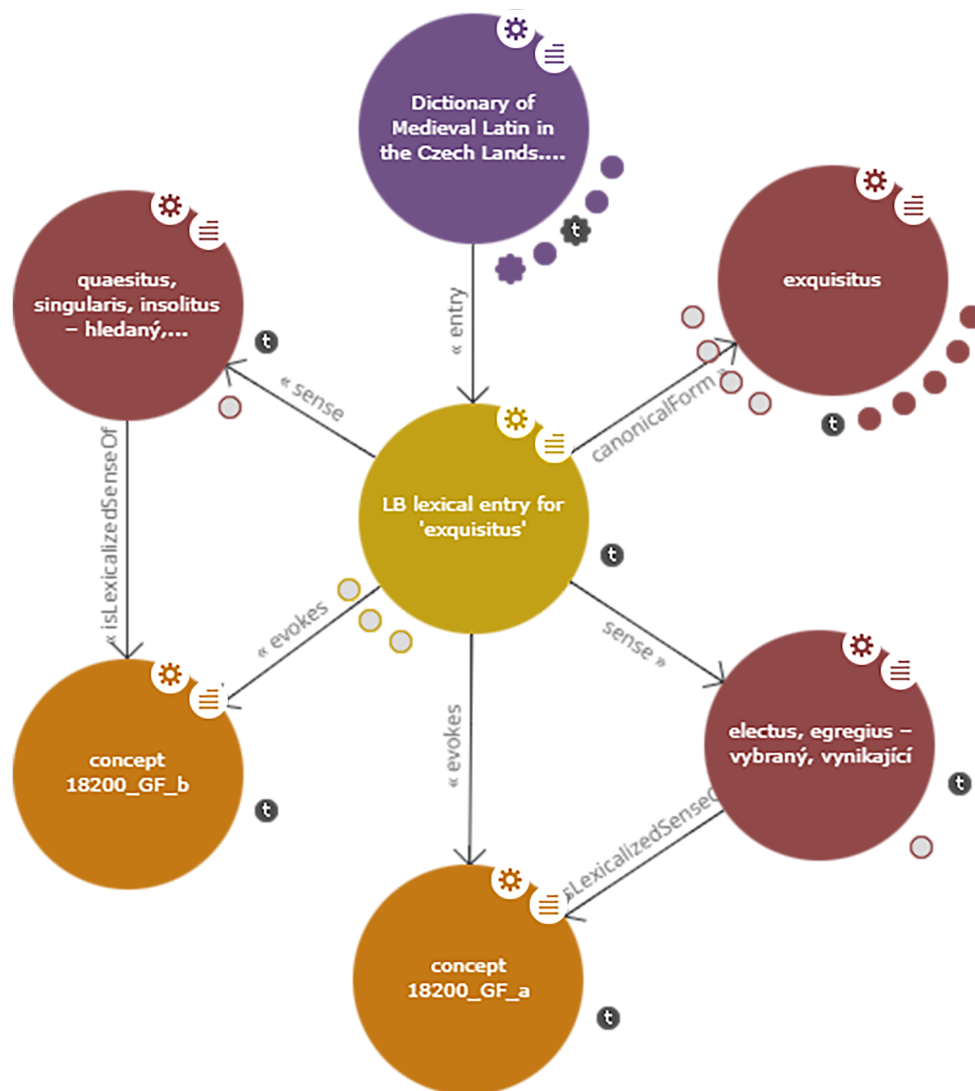 Dictionary of
Medieval Latin in
the Czech Lands....
t
exquisitus
t
quaesitus,
singularis, insolitus
– hledaný,...
t
« entry
« sense
canonicalForm »
LB lexical entry for
'exquisitus'
t
« isLexicalizedSenseOf
« evokes
« evokes
sense »
concept
18200_GF_b
t
electus, egregius –
vybraný, vynikající
t
concept
18200_GF_a
t